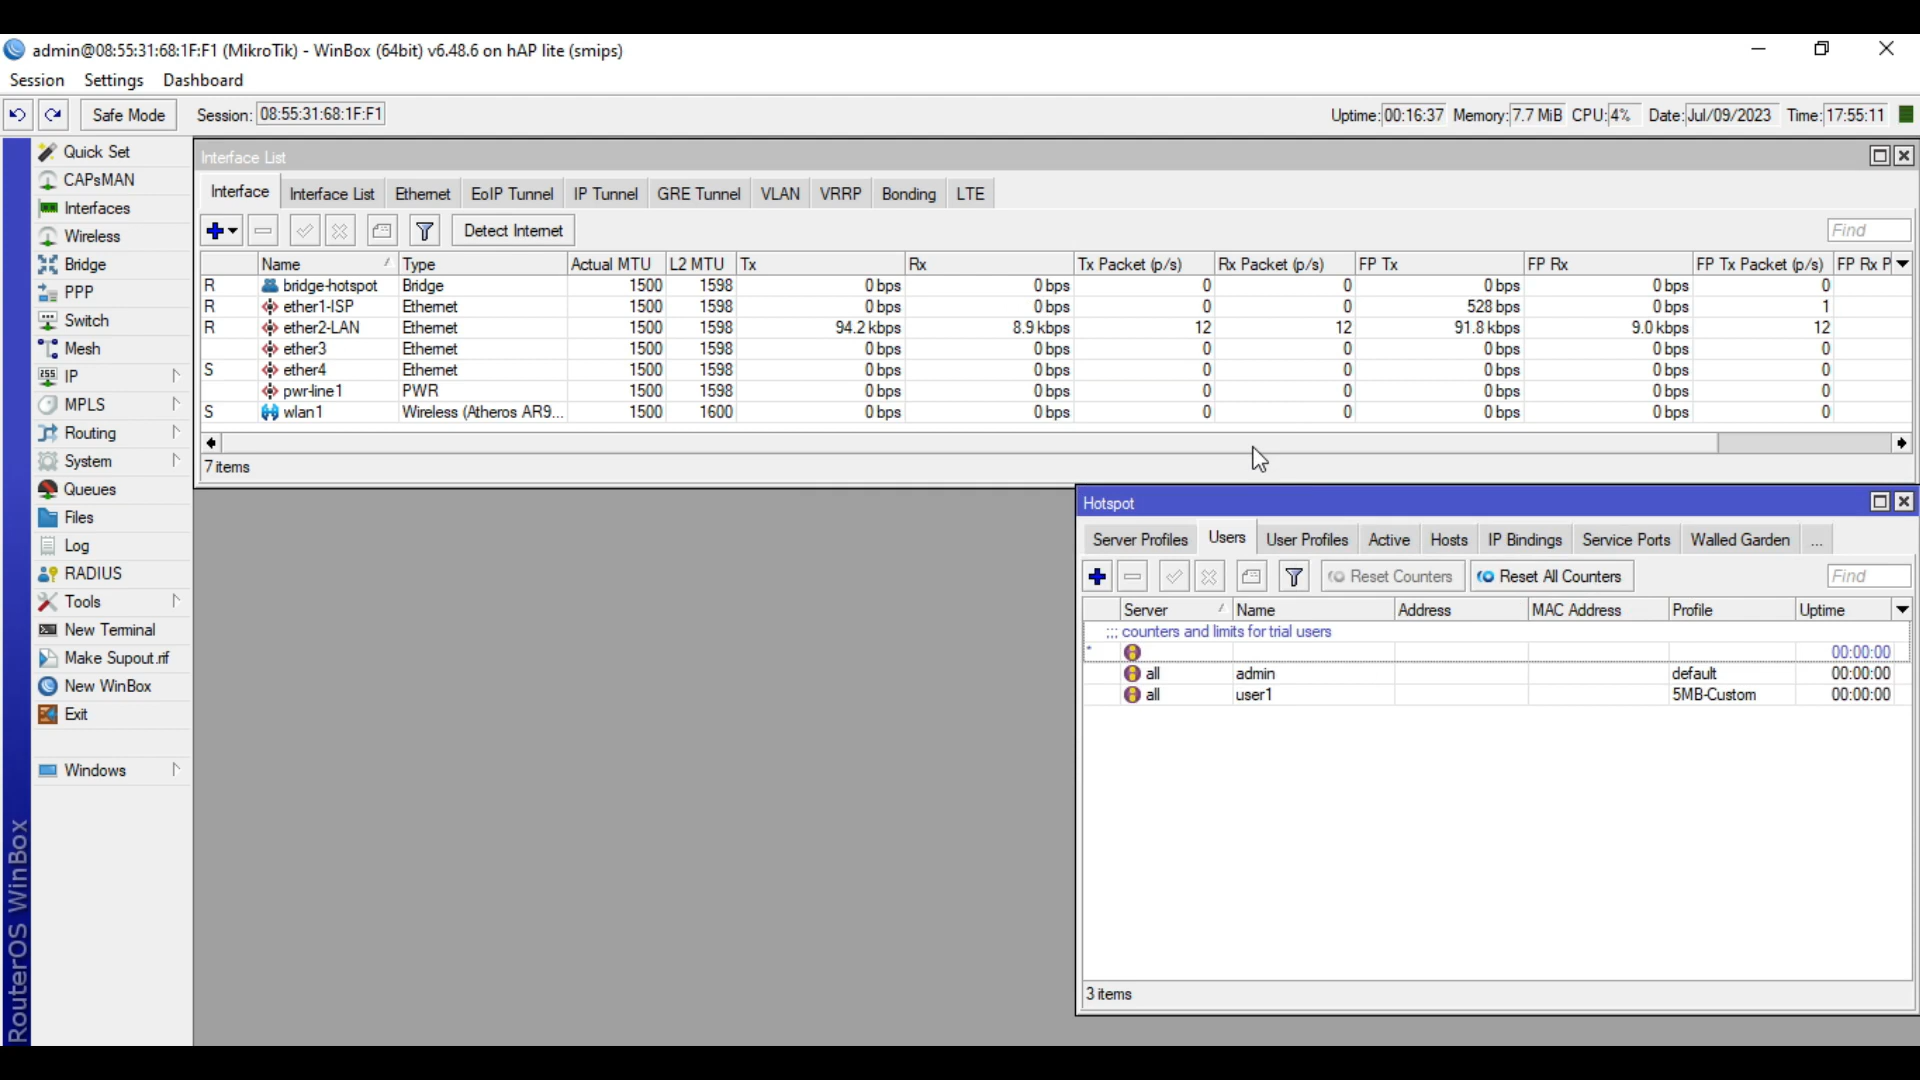 admin@08:55:31:68:1F:F1 (MikroTik) - WinBox (64bit) v6.48.6 on hAP lite (smips)
Session Settings Dashboard
Safe Mode Session: 08:55:31:68:1F:F1 Uptime: 00:16:37 Memory: 7.7 MiB CPU: 4% Date: Jul/09/2023 Time: 17:55:11
Quick Set
CAPsMAN
Interfaces
Wireless
Bridge
PPP
Switch
Mesh
IP
MPLS
Routing
System
Queues
Files
Log
RADIUS
Tools
New Terminal
Make Supout.rif
New WinBox
Exit
Windows
RouterOS WinBox
Interface List
Interface Interface List Ethernet EoIP Tunnel IP Tunnel GRE Tunnel VLAN VRRP Bonding LTE
Detect Internet Find
Name Type Actual MTU L2 MTU Tx Rx Tx Packet (p/s) Rx Packet (p/s) FP Tx FP Rx FP Tx Packet (p/s) FP Rx P
R bridge-hotspot Bridge 1500 1598 0 bps 0 bps 0 0 0 bps 0 bps 0
R ether1-ISP Ethernet 1500 1598 0 bps 0 bps 0 0 528 bps 0 bps 1
R ether2-LAN Ethernet 1500 1598 94.2 kbps 8.9 kbps 12 12 91.8 kbps 9.0 kbps 12
ether3 Ethernet 1500 1598 0 bps 0 bps 0 0 0 bps 0 bps 0
S ether4 Ethernet 1500 1598 0 bps 0 bps 0 0 0 bps 0 bps 0
pwr-line1 PWR 1500 1598 0 bps 0 bps 0 0 0 bps 0 bps 0
S wlan1 Wireless (Atheros AR9... 1500 1600 0 bps 0 bps 0 0 0 bps 0 bps 0
7 items
Hotspot
Server Profiles Users User Profiles Active Hosts IP Bindings Service Ports Walled Garden ...
Reset Counters Reset All Counters Find
Server Name Address MAC Address Profile Uptime
;;; counters and limits for trial users
* 00:00:00
all admin default 00:00:00
all user1 5MB-Custom 00:00:00
3 items